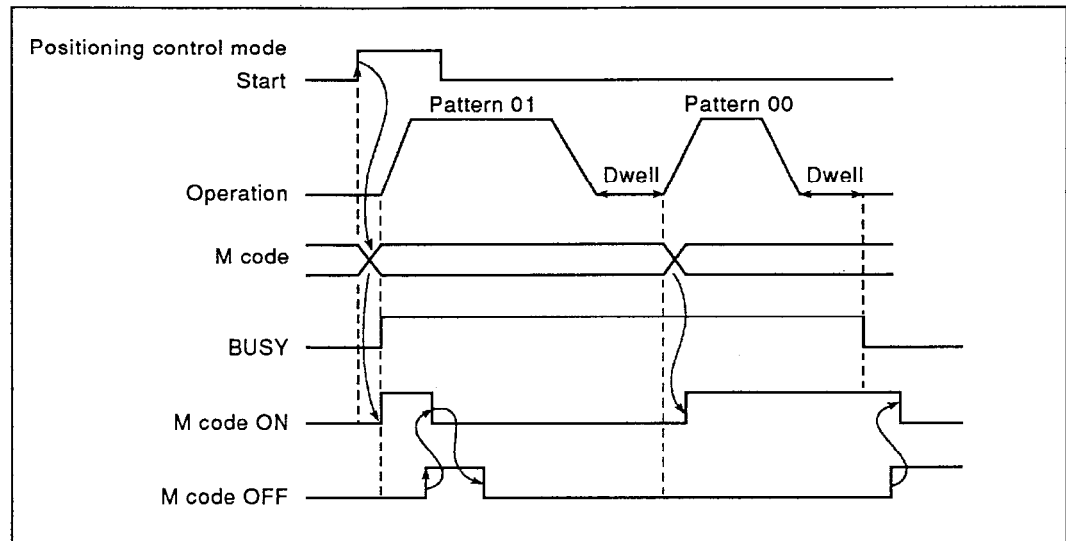 Positioning control mode
Start
Pattern 01
Pattern 00
Dwell
Dwell
Operation
M code
BUSY
M code ON
M code OFF